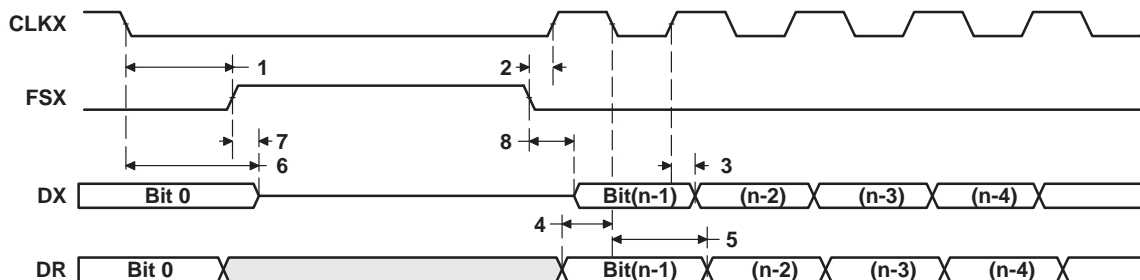 CLKX
1 2
FSX
7 8
6 3
DX Bit 0 Bit(n-1) (n-2) (n-3) (n-4)
4 5
DR Bit 0 Bit(n-1) (n-2) (n-3) (n-4)